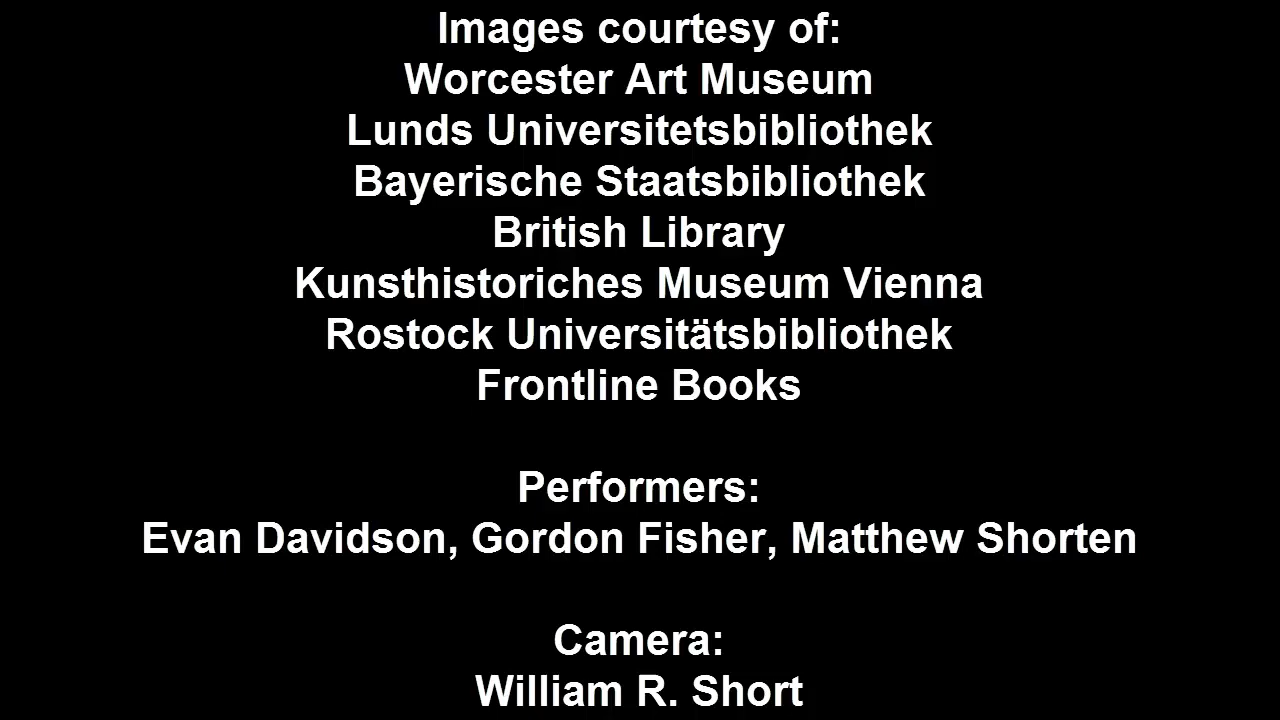 Images courtesy of:
Worcester Art Museum
Lunds Universitetsbibliothek
Bayerische Staatsbibliothek
British Library
Kunsthistoriches Museum Vienna
Rostock Universitätsbibliothek
Frontline Books
Performers:
Evan Davidson, Gordon Fisher, Matthew Shorten
Camera:
William R. Short